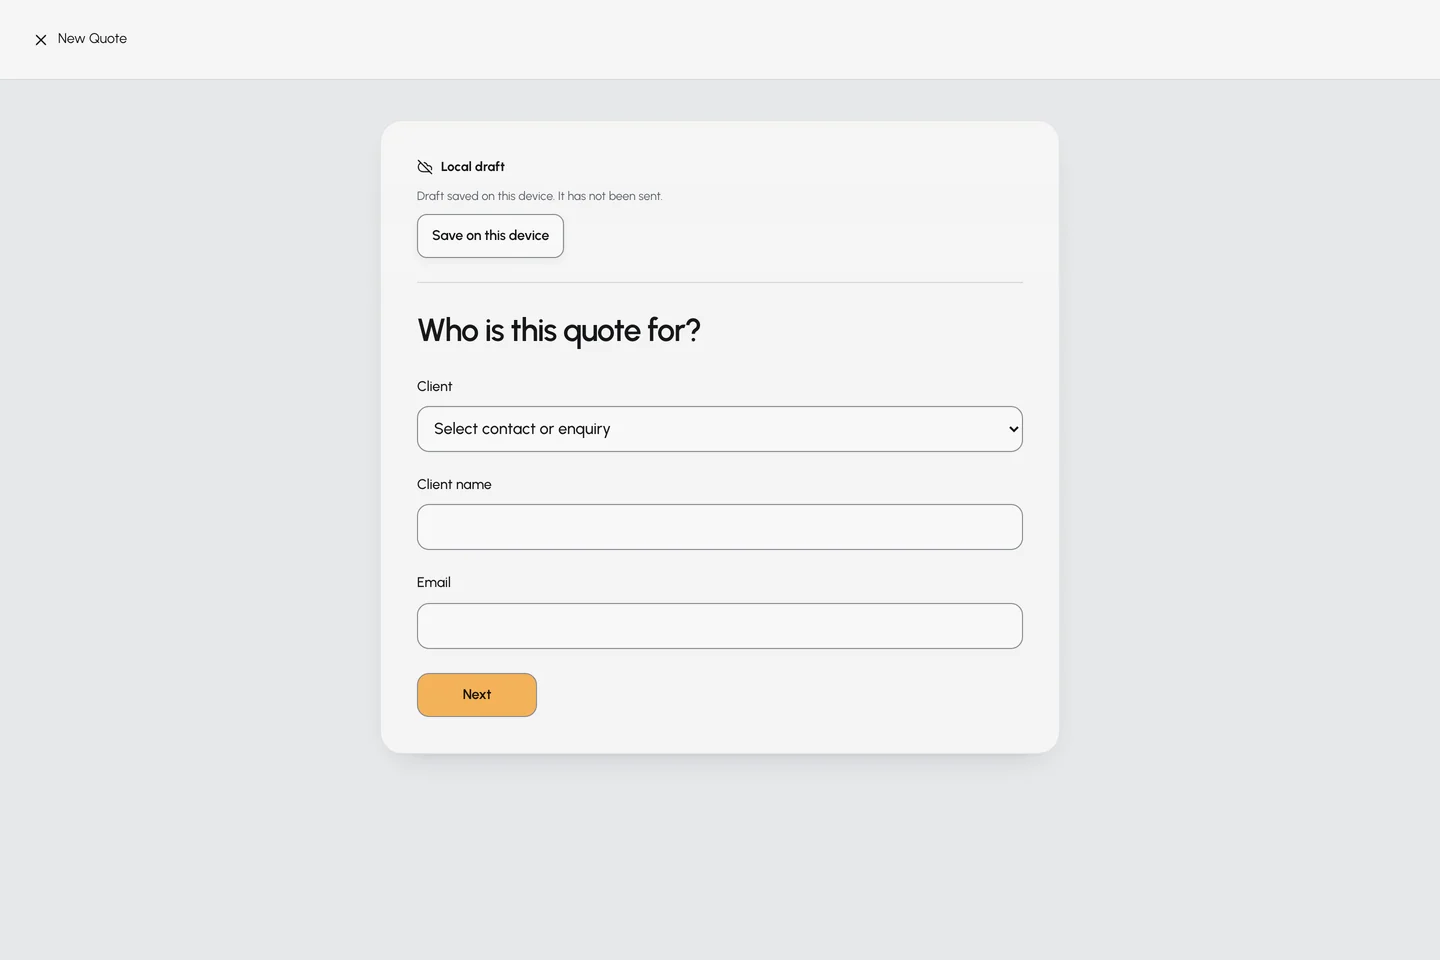 New Quote
Local draft
Draft saved on this device. It has not been sent.
Save on this device
Who is this quote for?
Client
Select contact or enquiry
Client name
Email
Next